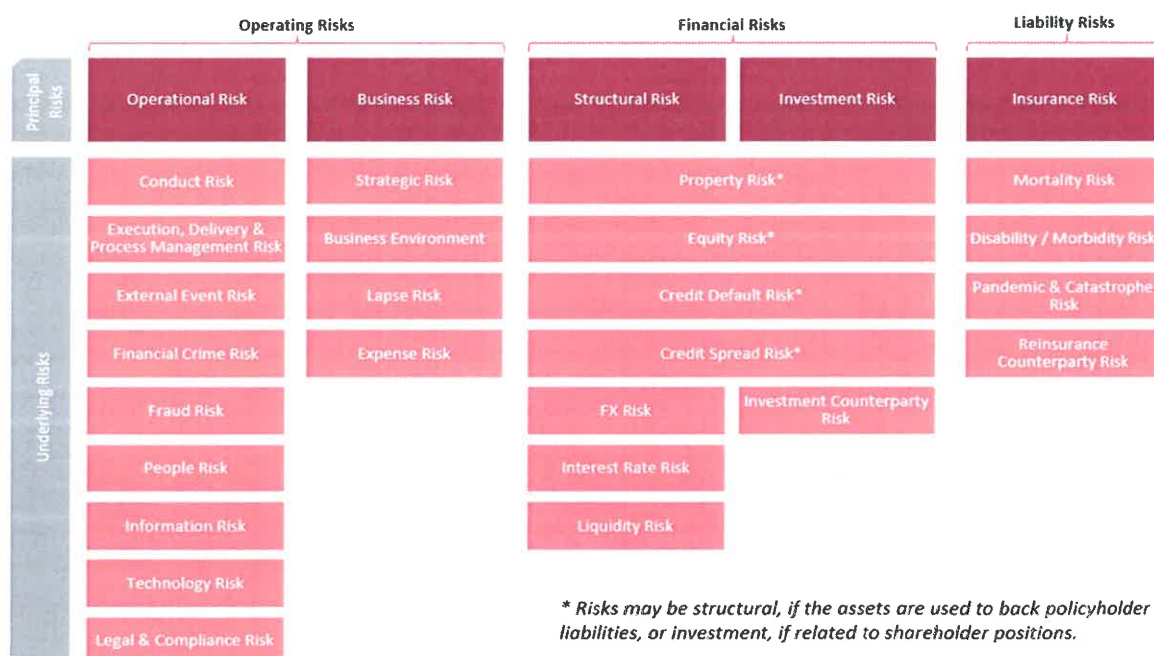 Operating Risks
Financial Risks
Liability Risks
Principal
Risks
Operational Risk
Business Risk
Structural Risk
Investment Risk
Insurance Risk
Underlying Risks
Conduct Risk
Strategic Risk
Property Risk*
Mortality Risk
Execution, Delivery &
Process Management Risk
Business Environment
Equity Risk*
Disability / Morbidity Risk
External Event Risk
Lapse Risk
Credit Default Risk*
Pandemic & Catastrophe
Risk
Financial Crime Risk
Expense Risk
Credit Spread Risk*
Reinsurance
Counterparty Risk
Fraud Risk
FX Risk
Investment Counterparty
Risk
People Risk
Interest Rate Risk
Information Risk
Liquidity Risk
Technology Risk
Legal & Compliance Risk
* Risks may be structural, if the assets are used to back policyholder
liabilities, or investment, if related to shareholder positions.